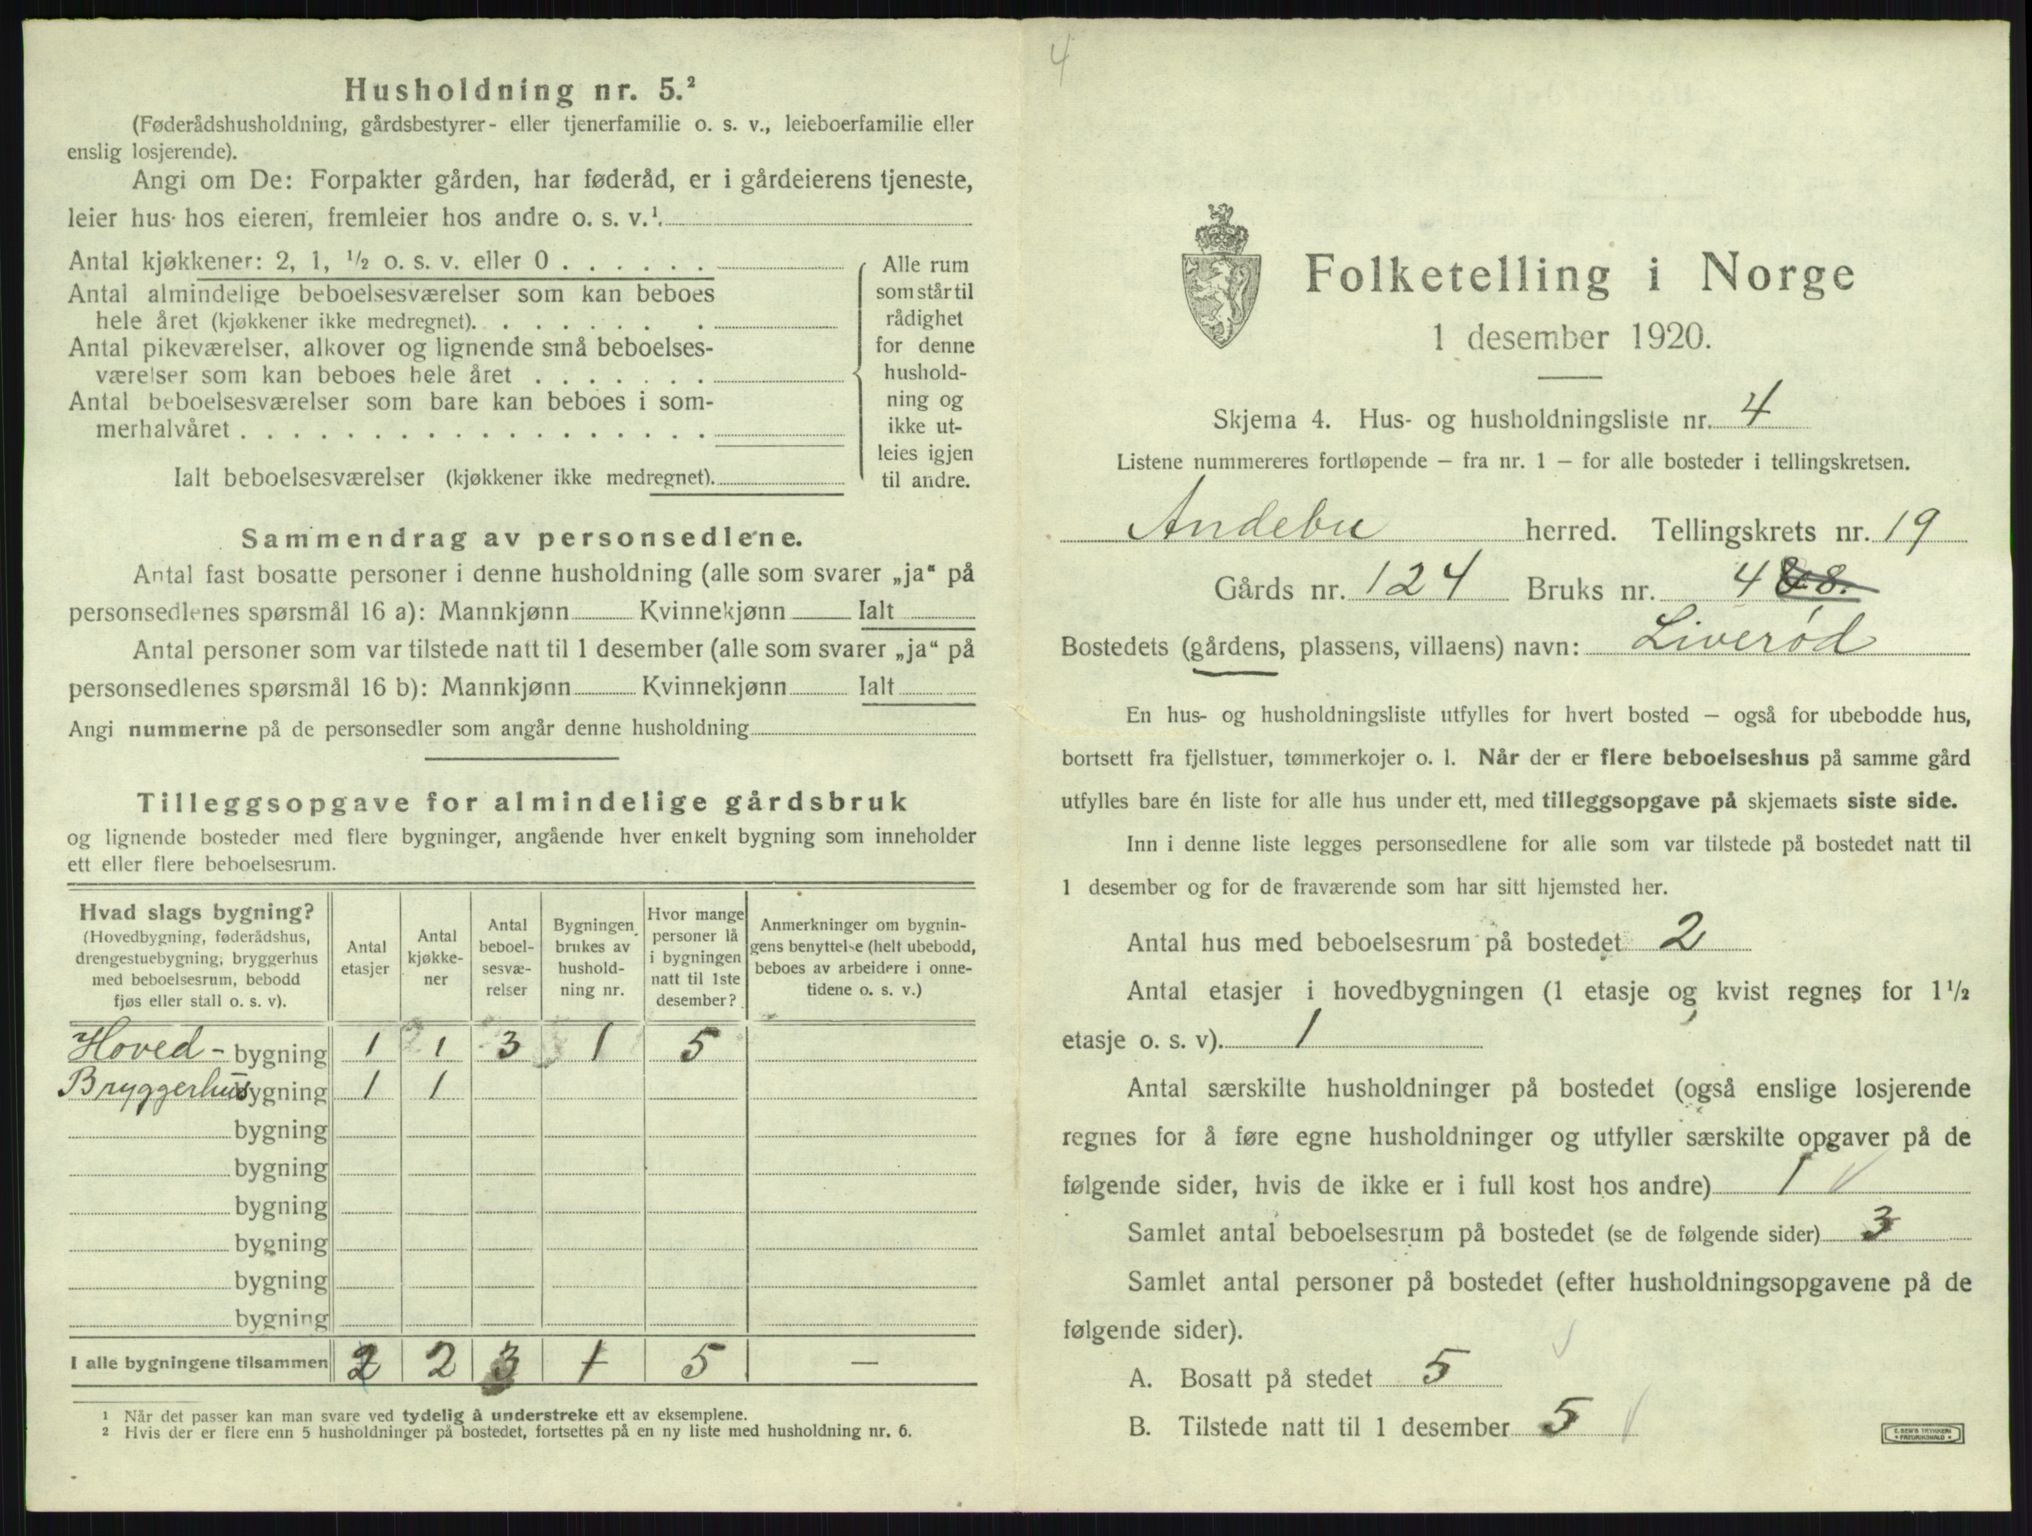 Husholdning nr. 5.²
(Føderådshusholdning, gårdsbestyrer- eller tjenerfamilie o. s. v., leieboerfamilie eller
enslig losjerende).
Angi om De: Forpakter gården, har føderåd, er i gårdeierens tjeneste,
leier hus hos eieren, fremleier hos andre o. s. v.¹
Antal kjøkkener: 2, 1, ½ o. s. v. eller 0 . . . . . .
Antal almindelige beboelsesværelser som kan beboes
hele året (kjøkkener ikke medregnet). . . . . . . .
Antal pikeværelser, alkover og lignende små beboelses-
værelser som kan beboes hele året . . . . . . .
Antal beboelsesværelser som bare kan beboes i som-
merhalvåret . . . . . . . . . . . . . . . . . .
Ialt beboelsesværelser (kjøkkener ikke medregnet).
Alle rum
som står til
rådighet
for denne
hushold-
ning og
ikke ut-
leies igjen
til andre.
Sammendrag av personsedlene.
Antal fast bosatte personer i denne husholdning (alle som svarer „ja“ på
personsedlenes spørsmål 16 a): Mannkjønn Kvinnekjønn Ialt
Antal personer som var tilstede natt til 1 desember (alle som svarer „ja“ på
personsedlenes spørsmål 16 b): Mannkjønn Kvinnekjønn Ialt
Angi nummerne på de personsedler som angår denne husholdning
Tilleggsopgave for almindelige gårdsbruk
og lignende bosteder med flere bygninger, angående hver enkelt bygning som inneholder
ett eller flere beboelsesrum.
Hvad slags bygning?
(Hovedbygning, føderådshus,
drengestuebygning, bryggerhus
med beboelsesrum, bebodd
fjøs eller stall o. s. v).
Antal
etasjer
Antal
kjøkke-
ner
Antal
beboel-
sesvæ-
relser
Bygningen
brukes av
hushold-
ning nr.
Hvor mange
personer lå
i bygningen
natt til 1ste
desember?
Anmerkninger om bygnin-
gens benyttelse (helt ubebodd,
beboes av arbeidere i onne-
tidene o. s. v.)
Hoved- bygning 1 1 3 1 5
Bryggerhus bygning 1 1
bygning
bygning
bygning
bygning
bygning
bygning
I alle bygningene tilsammen 2 2 3 1 5 —
¹ Når det passer kan man svare ved tydelig å understreke ett av eksemplene.
² Hvis der er flere enn 5 husholdninger på bostedet, fortsettes på en ny liste med husholdning nr. 6.
4
Folketelling i Norge
1 desember 1920.
Skjema 4. Hus- og husholdningsliste nr. 4
Listene nummereres fortløpende – fra nr. 1 – for alle bosteder i tellingskretsen.
Andebu herred. Tellingskrets nr. 19
Gårds nr. 124 Bruks nr. 4
Bostedets (gårdens, plassens, villaens) navn: Liverød
En hus- og husholdningsliste utfylles for hvert bosted – også for ubebodde hus,
bortsett fra fjellstuer, tømmerkojer o. l. Når der er flere beboelseshus på samme gård
utfylles bare én liste for alle hus under ett, med tilleggsopgave på skjemaets siste side.
Inn i denne liste legges personsedlene for alle som var tilstede på bostedet natt til
1 desember og for de fraværende som har sitt hjemsted her.
Antal hus med beboelsesrum på bostedet 2
Antal etasjer i hovedbygningen (1 etasje og kvist regnes for 1½
etasje o. s. v). 1
Antal særskilte husholdninger på bostedet (også enslige losjerende
regnes for å føre egne husholdninger og utfyller særskilte opgaver på de
følgende sider, hvis de ikke er i full kost hos andre) 1
Samlet antal beboelsesrum på bostedet (se de følgende sider) 3
Samlet antal personer på bostedet (efter husholdningsopgavene på de
følgende sider).
A. Bosatt på stedet 5
B. Tilstede natt til 1 desember 5
E. SEM'S TRYKKERI
FREDRIKSHALD